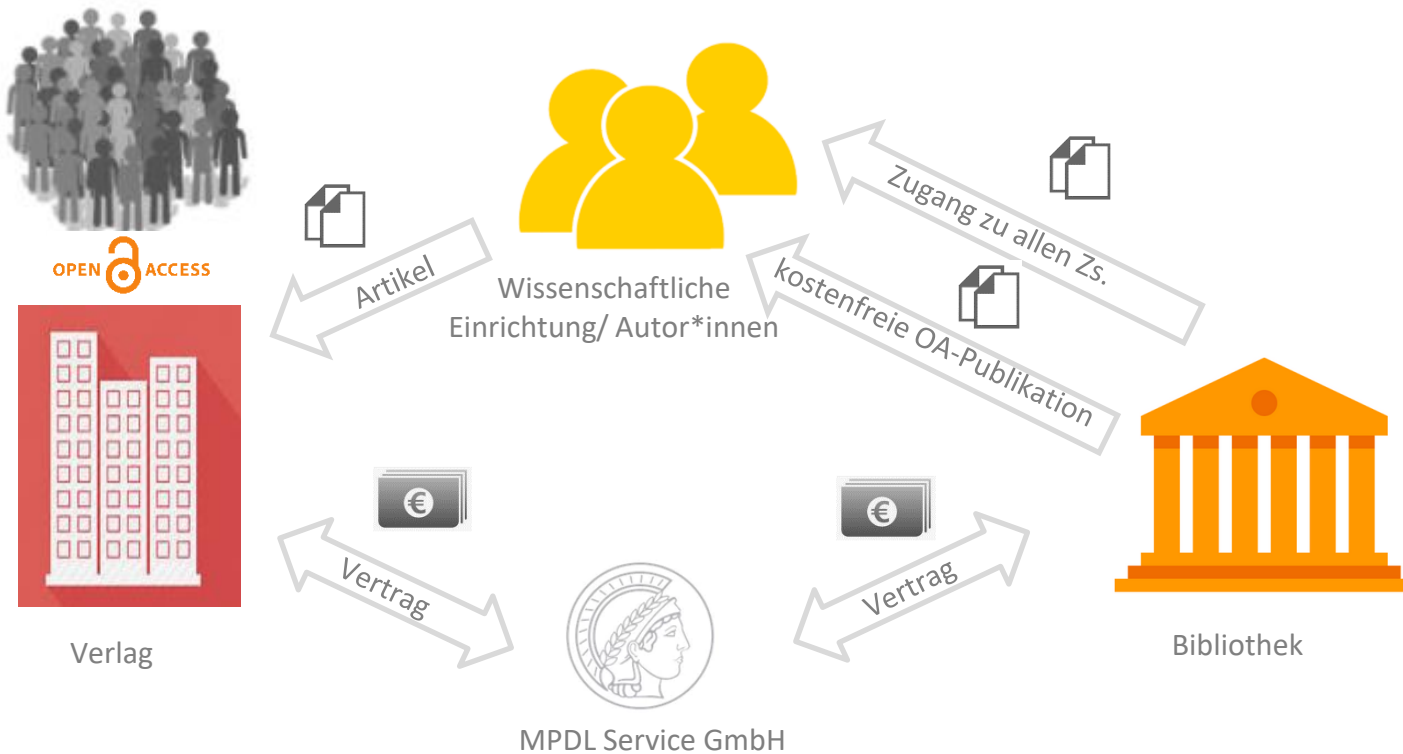 OPEN ACCESS
Artikel
Wissenschaftliche
Einrichtung/ Autor*innen
Zugang zu allen Zs.
kostenfreie OA-Publikation
€
€
Vertrag
Vertrag
Verlag
Bibliothek
MPDL Service GmbH